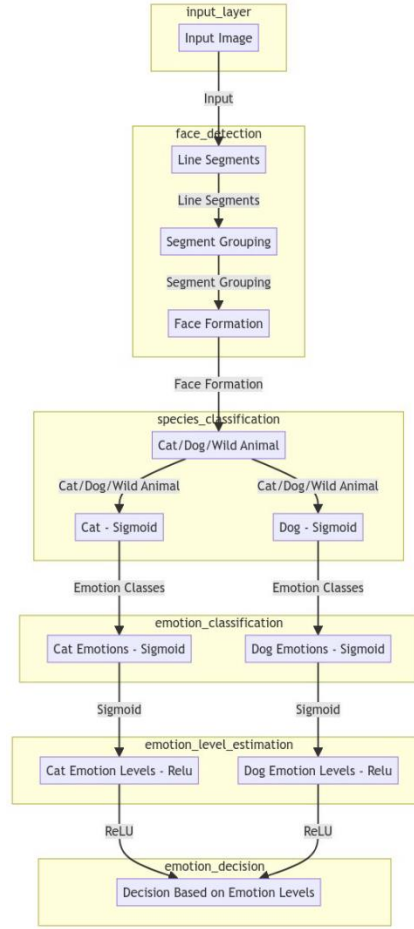 input_layer
Input Image
Input
face_detection
Line Segments
Line Segments
Segment Grouping
Segment Grouping
Face Formation
Face Formation
species_classification
Cat/Dog/Wild Animal
Cat/Dog/Wild Animal Cat/Dog/Wild Animal
Cat - Sigmoid Dog - Sigmoid
Emotion Classes Emotion Classes
emotion_classification
Cat Emotions - Sigmoid Dog Emotions - Sigmoid
Sigmoid Sigmoid
emotion_level_estimation
Cat Emotion Levels - Relu Dog Emotion Levels - Relu
ReLU ReLU
emotion_decision
Decision Based on Emotion Levels